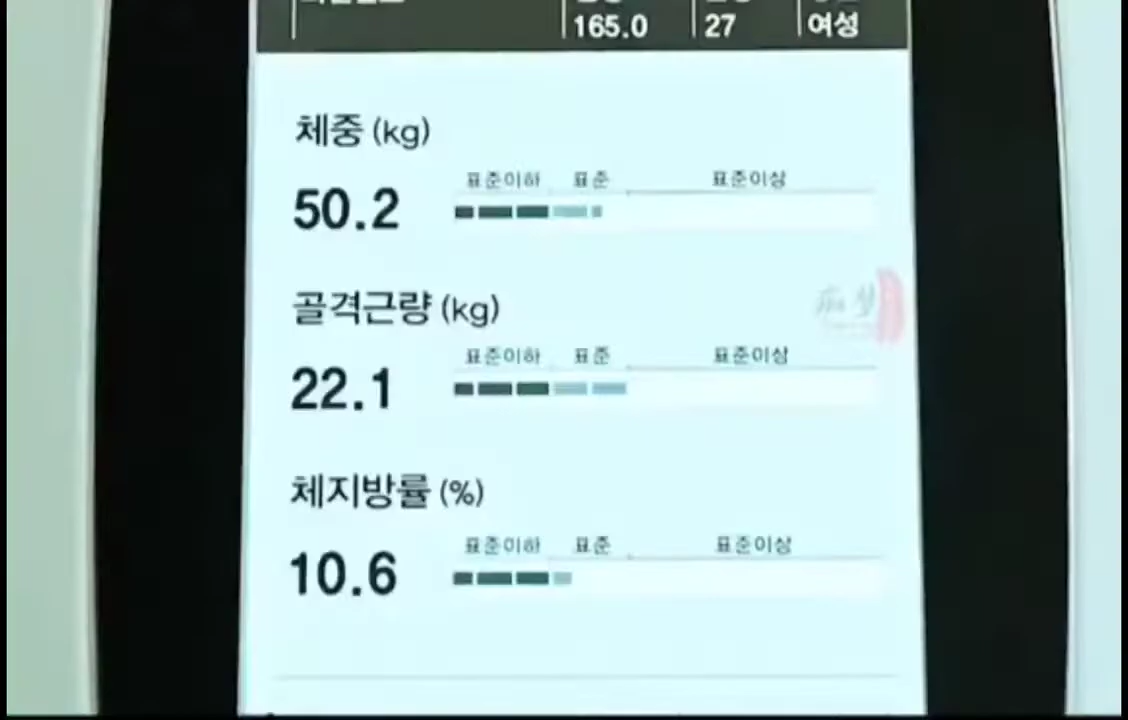 165.0 27 여성
체중 (kg)
표준이하 표준 표준이상
50.2
골격근량 (kg)
표준이하 표준 표준이상
22.1
체지방률 (%)
표준이하 표준 표준이상
10.6